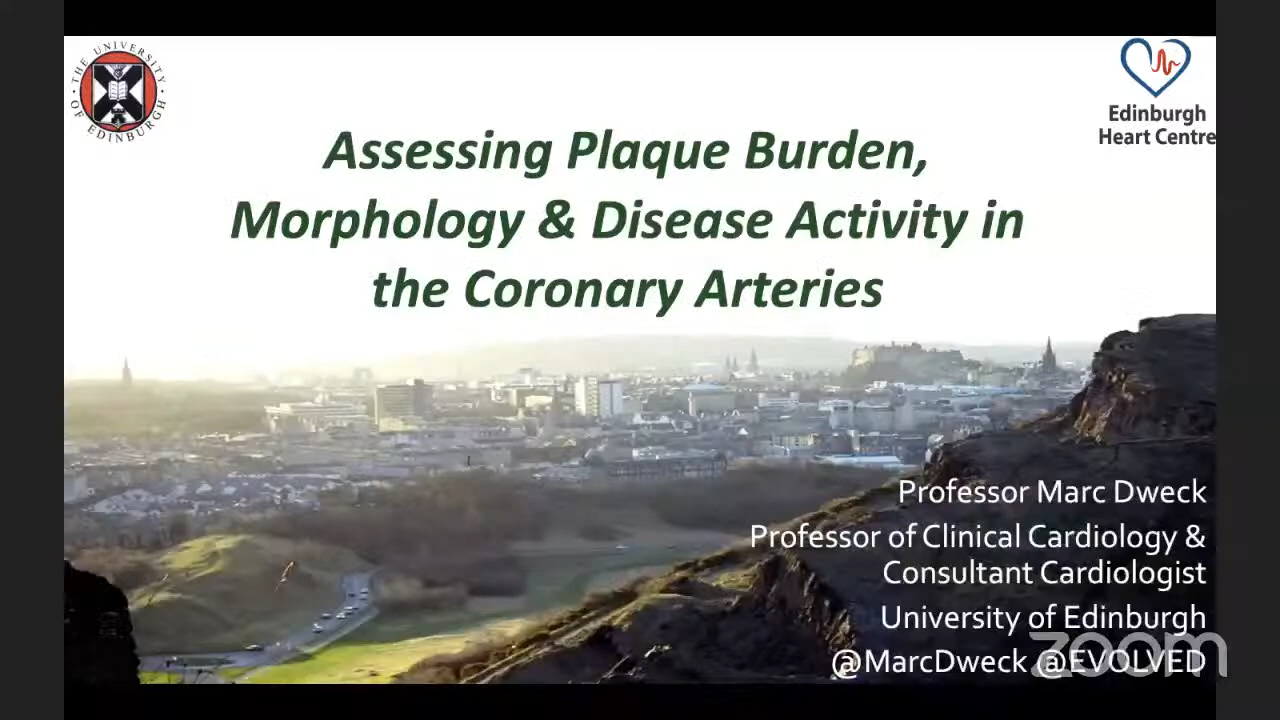 THE UNIVERSITY OF EDINBURGH
Edinburgh
Heart Centre
Assessing Plaque Burden,
Morphology & Disease Activity in
the Coronary Arteries
Professor Marc Dweck
Professor of Clinical Cardiology &
Consultant Cardiologist
University of Edinburgh
@MarcDweck @EVOLVED
zoom